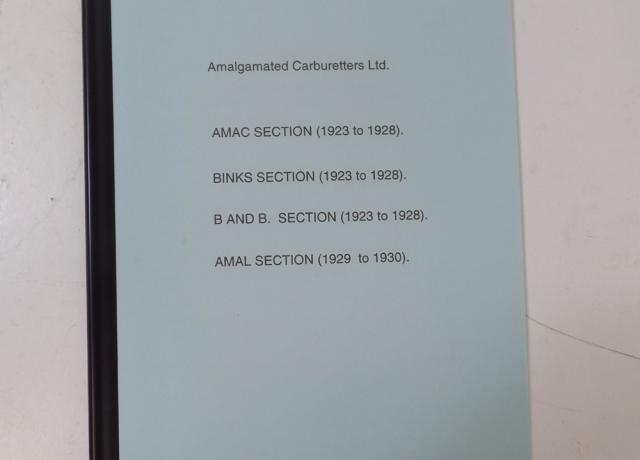 Amalgamated Carburetters Ltd.
AMAC SECTION (1923 to 1928).
BINKS SECTION (1923 to 1928).
B AND B. SECTION (1923 to 1928).
AMAL SECTION (1929 to 1930).